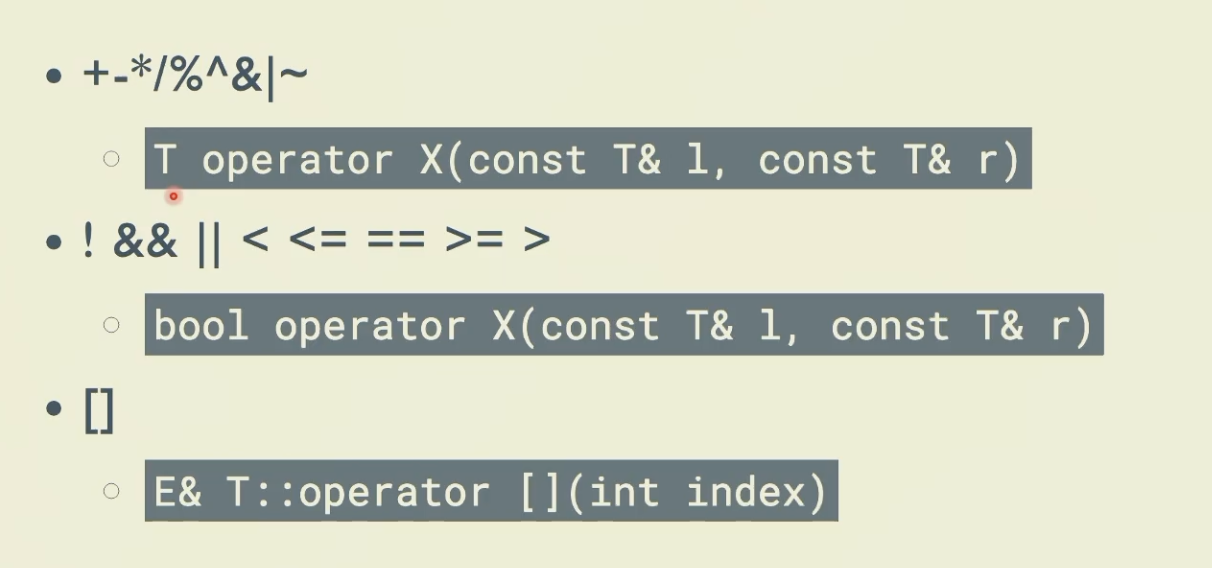 • +-*/%^&|~
○ T operator X(const T& l, const T& r)
• ! && || < <= == >= >
○ bool operator X(const T& l, const T& r)
• []
○ E& T::operator [](int index)